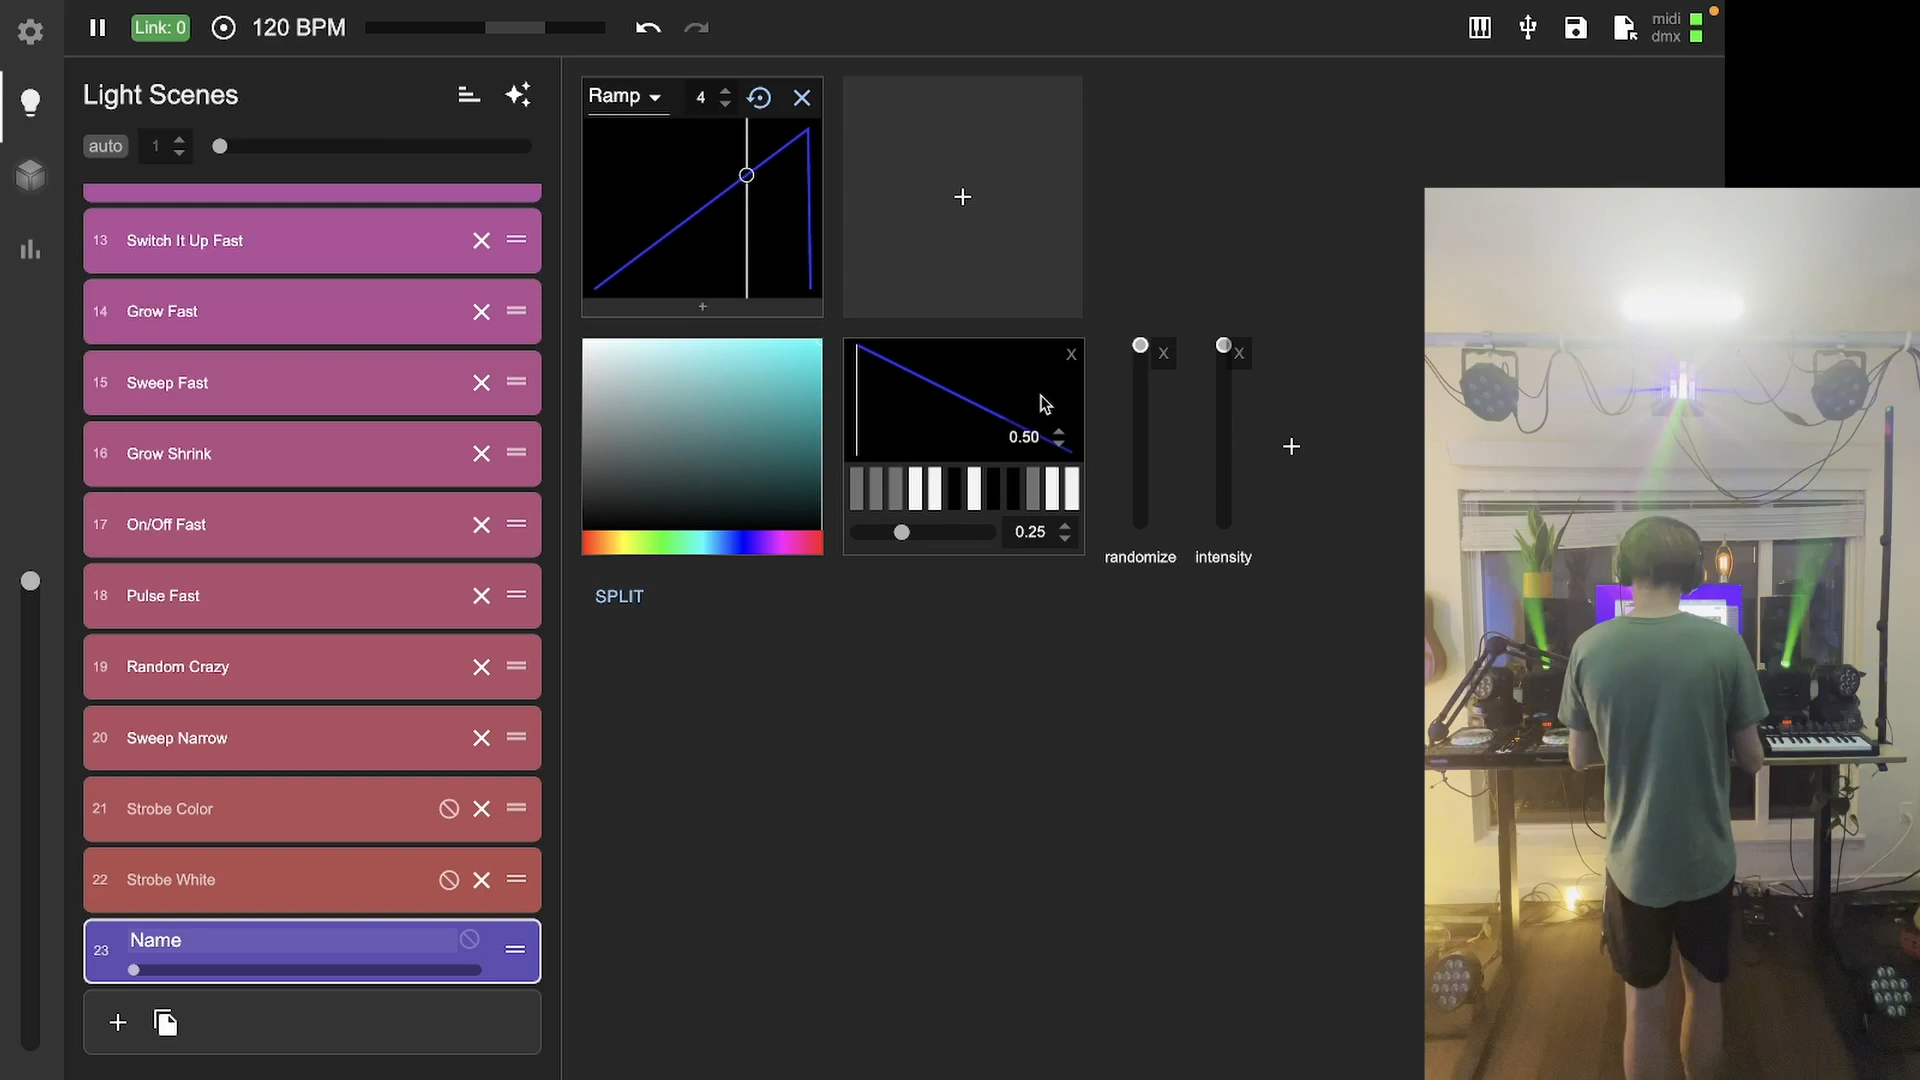 Link: 0
120 BPM
midi
dmx
Light Scenes
auto
1
13 Switch It Up Fast
14 Grow Fast
15 Sweep Fast
16 Grow Shrink
17 On/Off Fast
18 Pulse Fast
19 Random Crazy
20 Sweep Narrow
21 Strobe Color
22 Strobe White
23 Name
Ramp
4
+
+
X
0.50
0.25
X
X
randomize
intensity
+
SPLIT
+